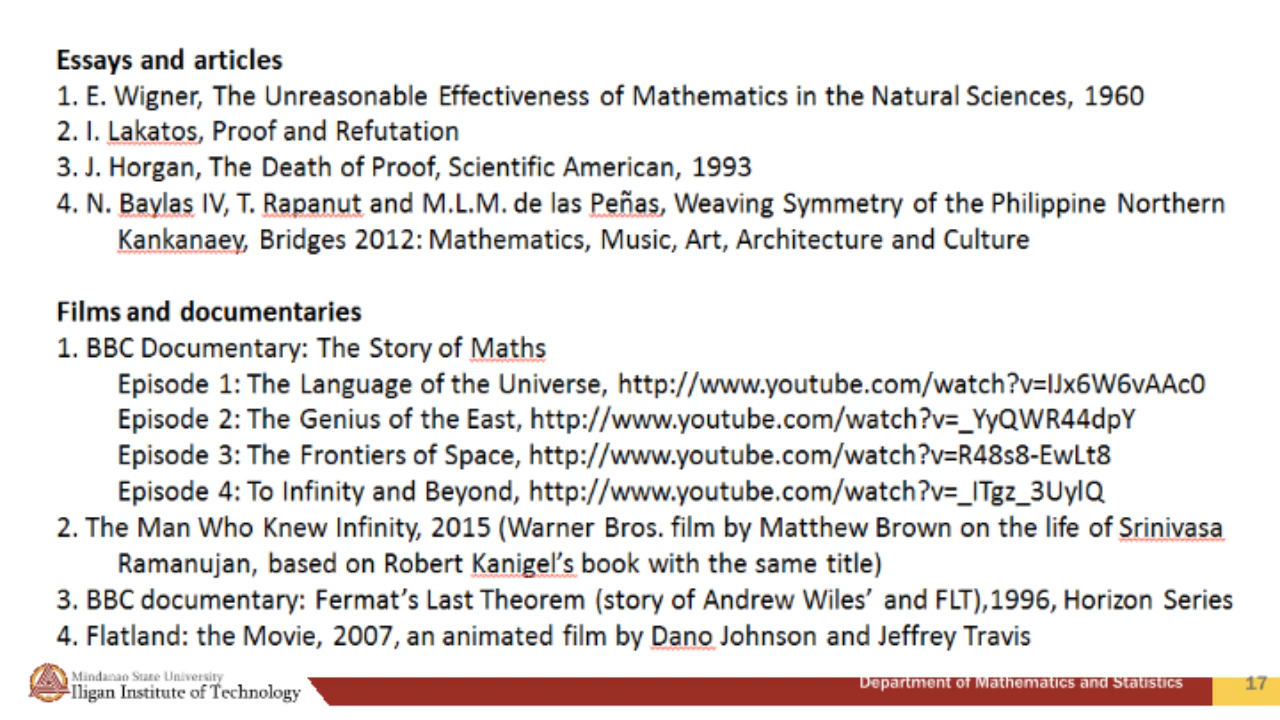 Essays and articles
1. E. Wigner, The Unreasonable Effectiveness of Mathematics in the Natural Sciences, 1960
2. I. Lakatos, Proof and Refutation
3. J. Horgan, The Death of Proof, Scientific American, 1993
4. N. Baylas IV, T. Rapanut and M.L.M. de las Peñas, Weaving Symmetry of the Philippine Northern
Kankanaey, Bridges 2012: Mathematics, Music, Art, Architecture and Culture
Films and documentaries
1. BBC Documentary: The Story of Maths
Episode 1: The Language of the Universe, http://www.youtube.com/watch?v=IJx6W6vAAc0
Episode 2: The Genius of the East, http://www.youtube.com/watch?v=_YyQWR44dpY
Episode 3: The Frontiers of Space, http://www.youtube.com/watch?v=R48s8-EwLt8
Episode 4: To Infinity and Beyond, http://www.youtube.com/watch?v=_ITgz_3UylQ
2. The Man Who Knew Infinity, 2015 (Warner Bros. film by Matthew Brown on the life of Srinivasa
Ramanujan, based on Robert Kanigel’s book with the same title)
3. BBC documentary: Fermat’s Last Theorem (story of Andrew Wiles’ and FLT),1996, Horizon Series
4. Flatland: the Movie, 2007, an animated film by Dano Johnson and Jeffrey Travis
Mindanao State University
Iligan Institute of Technology
Department of Mathematics and Statistics
17